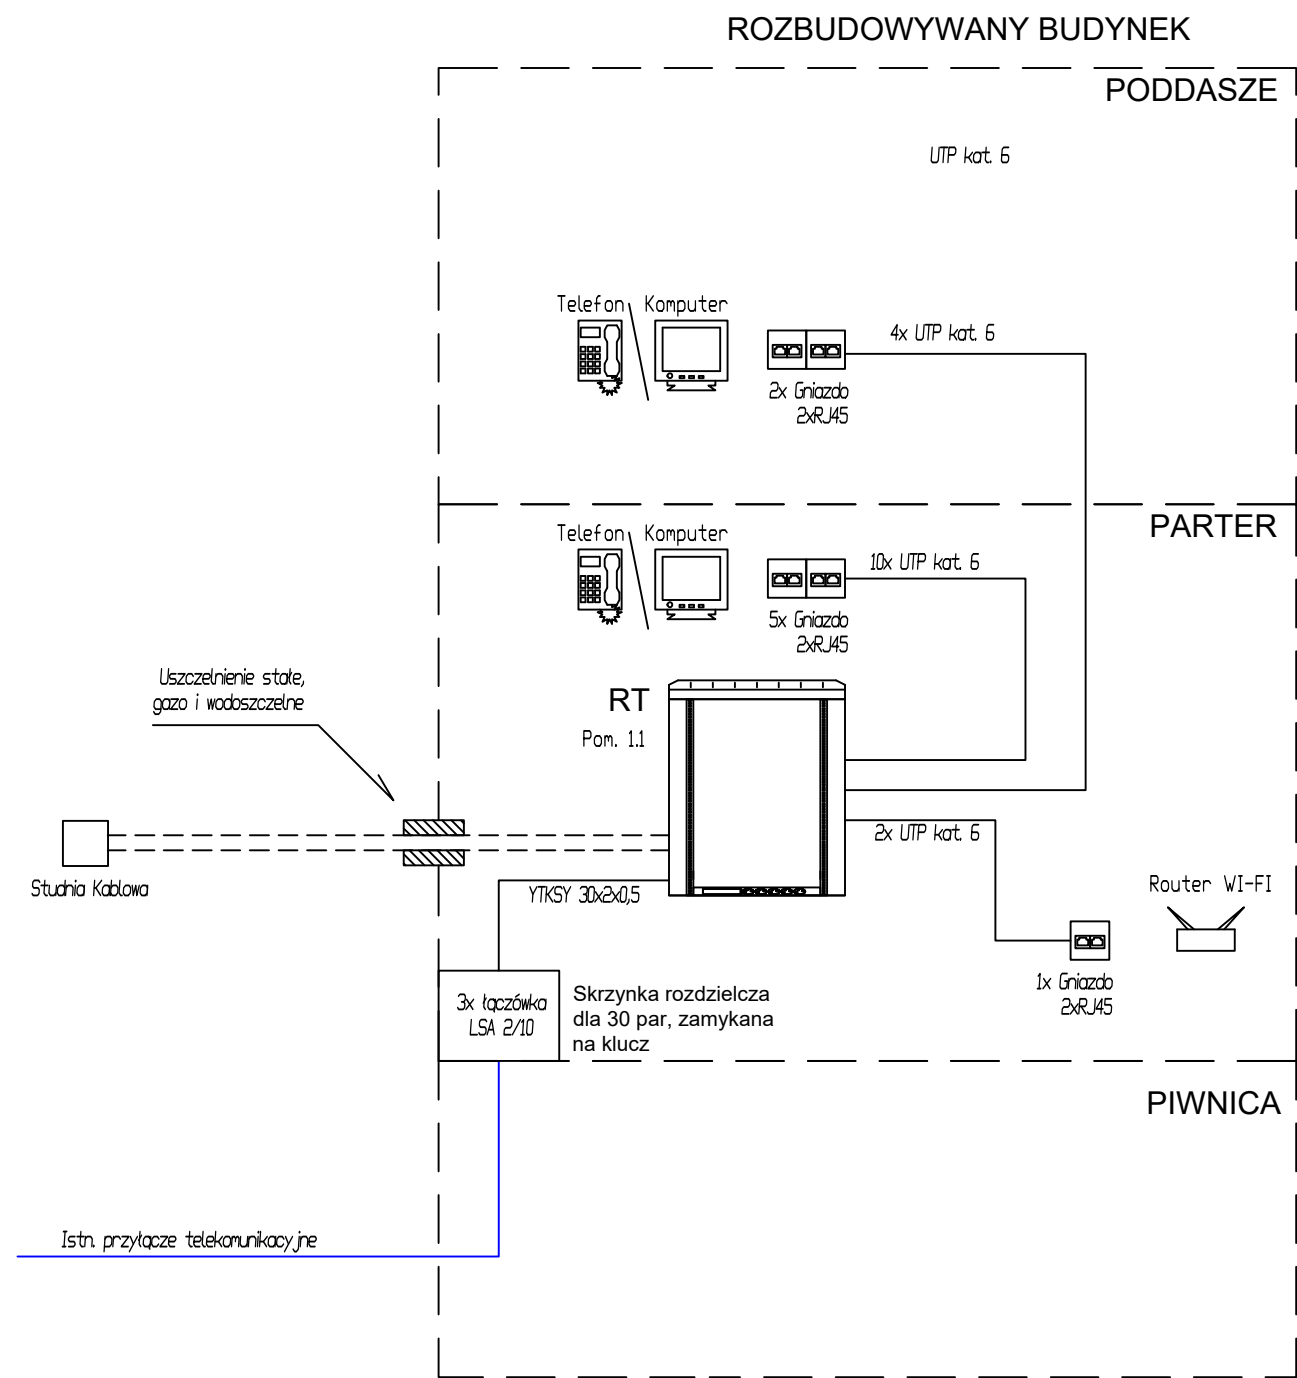 ROZBUDOWYWANY BUDYNEK
PODDASZE
UTP kat. 6
Telefon
Komputer
4x UTP kat. 6
2x Gniazdo
2xRJ45
PARTER
Telefon
Komputer
10x UTP kat. 6
5x Gniazdo
2xRJ45
Uszczelnienie stałe,
gazo i wodoszczelne
RT
Pom. 1.1
2x UTP kat. 6
Studnia Kablowa
YTKSY 30x2x0,5
Router WI-FI
1x Gniazdo
2xRJ45
3x łączówka
LSA 2/10
Skrzynka rozdzielcza
dla 30 par, zamykana
na klucz
PIWNICA
Istn. przyłącze telekomunikacyjne